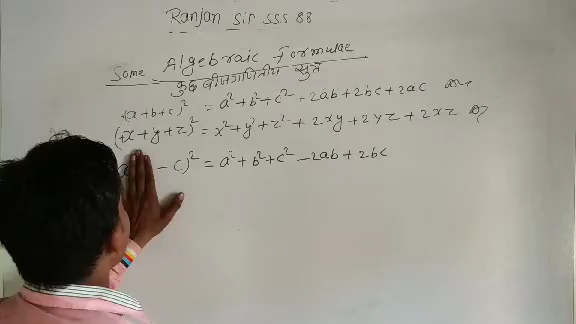 Ranjan Sir SSS 88
Some Algebraic Formulae
कुछ बीजगणितीय सुत्र
(a+b+c)² = a²+b²+c² - 2ab+2bc+2ac
(x+y+z)² = x²+y²+z² + 2xy+2yz+2xz
- c)² = a²+b²+c² - 2ab+2bc